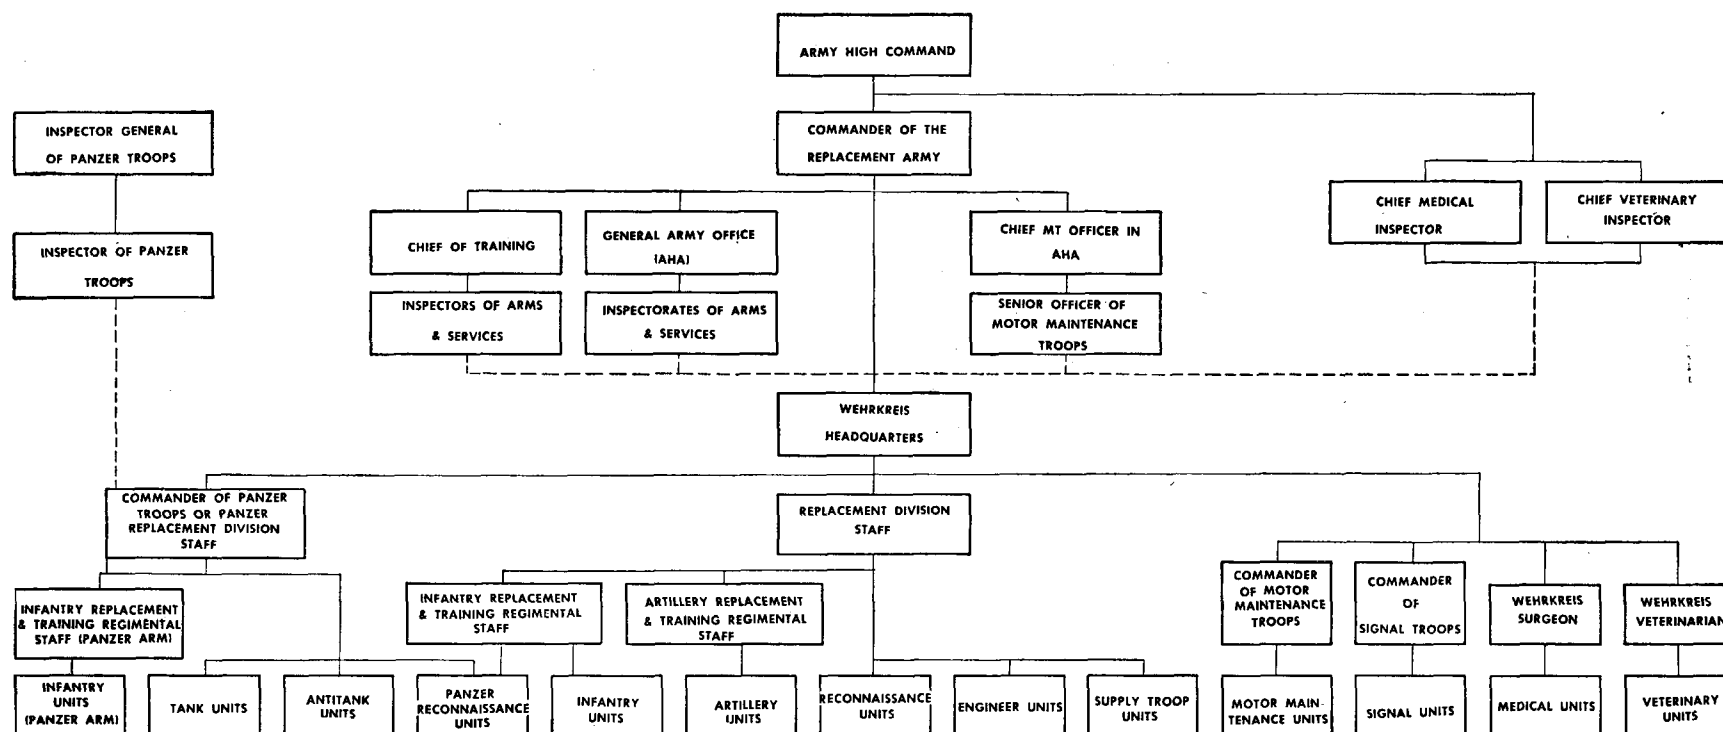 ARMY HIGH COMMAND
INSPECTOR GENERAL
OF PANZER TROOPS
COMMANDER OF THE
REPLACEMENT ARMY
CHIEF MEDICAL
INSPECTOR
CHIEF VETERINARY
INSPECTOR
INSPECTOR OF PANZER
TROOPS
CHIEF OF TRAINING
GENERAL ARMY OFFICE
(AHA)
CHIEF MT OFFICER IN
AHA
INSPECTORS OF ARMS
& SERVICES
INSPECTORATES OF ARMS
& SERVICES
SENIOR OFFICER OF
MOTOR MAINTENANCE
TROOPS
WEHRKREIS
HEADQUARTERS
COMMANDER OF PANZER
TROOPS OR PANZER
REPLACEMENT DIVISION
STAFF
REPLACEMENT DIVISION
STAFF
INFANTRY REPLACEMENT
& TRAINING REGIMENTAL
STAFF (PANZER ARM)
INFANTRY REPLACEMENT
& TRAINING REGIMENTAL
STAFF
ARTILLERY REPLACEMENT
& TRAINING REGIMENTAL
STAFF
COMMANDER
OF MOTOR
MAINTENANCE
TROOPS
COMMANDER
OF
SIGNAL TROOPS
WEHRKREIS
SURGEON
WEHRKREIS
VETERINARIAN
INFANTRY
UNITS
(PANZER ARM)
TANK UNITS
ANTITANK
UNITS
PANZER
RECONNAISSANCE
UNITS
INFANTRY
UNITS
ARTILLERY
UNITS
RECONNAISSANCE
UNITS
ENGINEER UNITS
SUPPLY TROOP
UNITS
MOTOR MAIN-
TENANCE UNITS
SIGNAL UNITS
MEDICAL UNITS
VETERINARY
UNITS